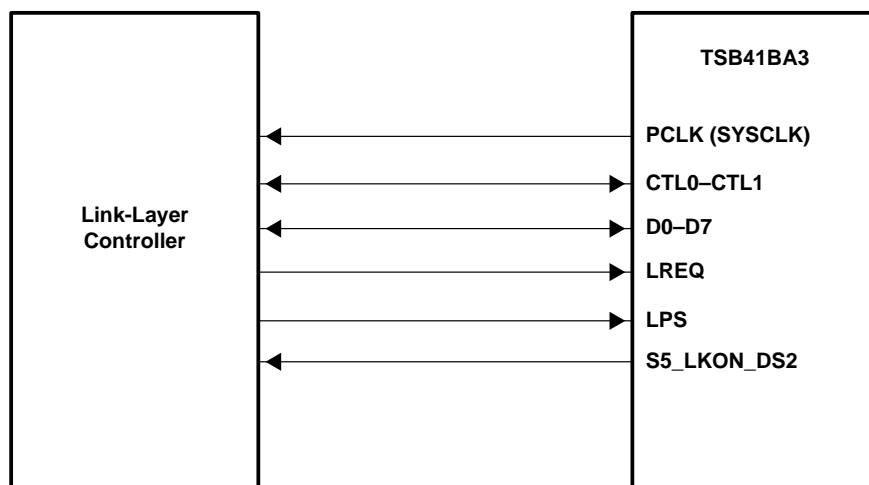 TSB41BA3
PCLK (SYSCLK)
CTL0–CTL1
Link-Layer
Controller
D0–D7
LREQ
LPS
S5_LKON_DS2